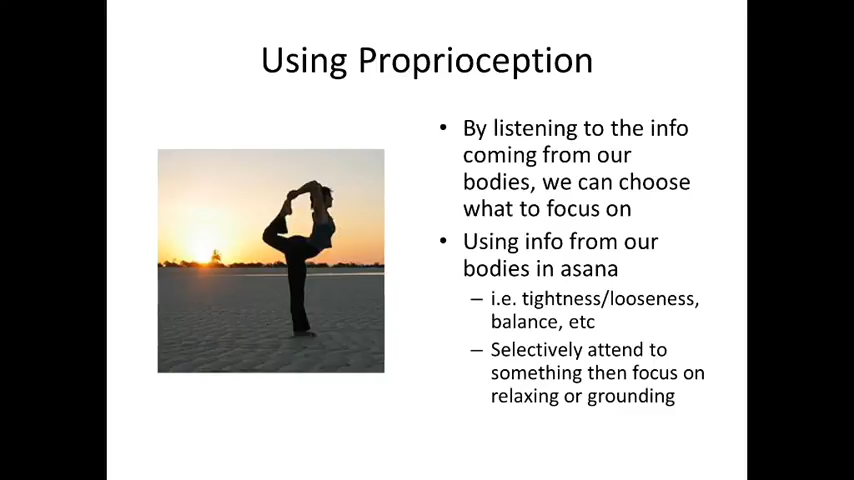 Using Proprioception
• By listening to the info
coming from our
bodies, we can choose
what to focus on
• Using info from our
bodies in asana
– i.e. tightness/looseness,
balance, etc
– Selectively attend to
something then focus on
relaxing or grounding